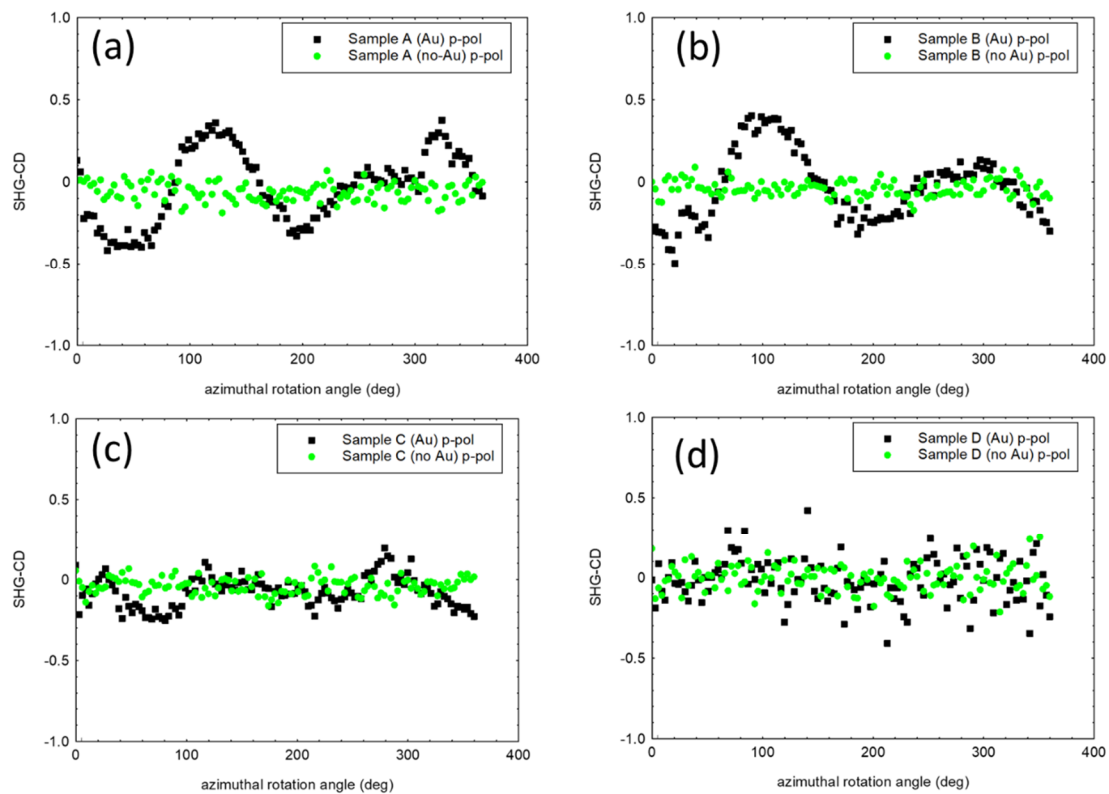 (a)
Sample A (Au) p-pol
Sample A (no-Au) p-pol
1.0
0.5
0
-0.5
-1.0
SHG-CD
0
100
200
300
400
azimuthal rotation angle (deg)
(b)
Sample B (Au) p-pol
Sample B (no Au) p-pol
1.0
0.5
0
-0.5
-1.0
SHG-CD
0
100
200
300
400
azimuthal rotation angle (deg)
(c)
Sample C (Au) p-pol
Sample C (no Au) p-pol
1.0
0.5
0
-0.5
-1.0
SHG-CD
0
100
200
300
400
azimuthal rotation angle (deg)
(d)
Sample D (Au) p-pol
Sample D (no Au) p-pol
1.0
0.5
0
-0.5
-1.0
SHG-CD
0
100
200
300
400
azimuthal rotation angle (deg)